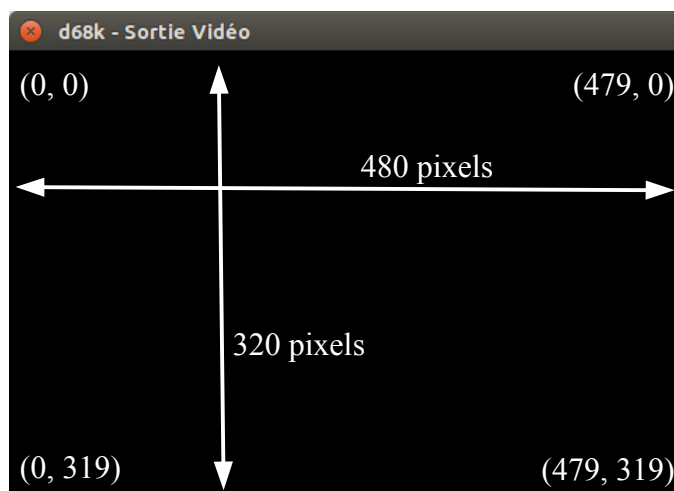 d68k - Sortie Vidéo
(0, 0) (479, 0)
480 pixels
320 pixels
(0, 319) (479, 319)